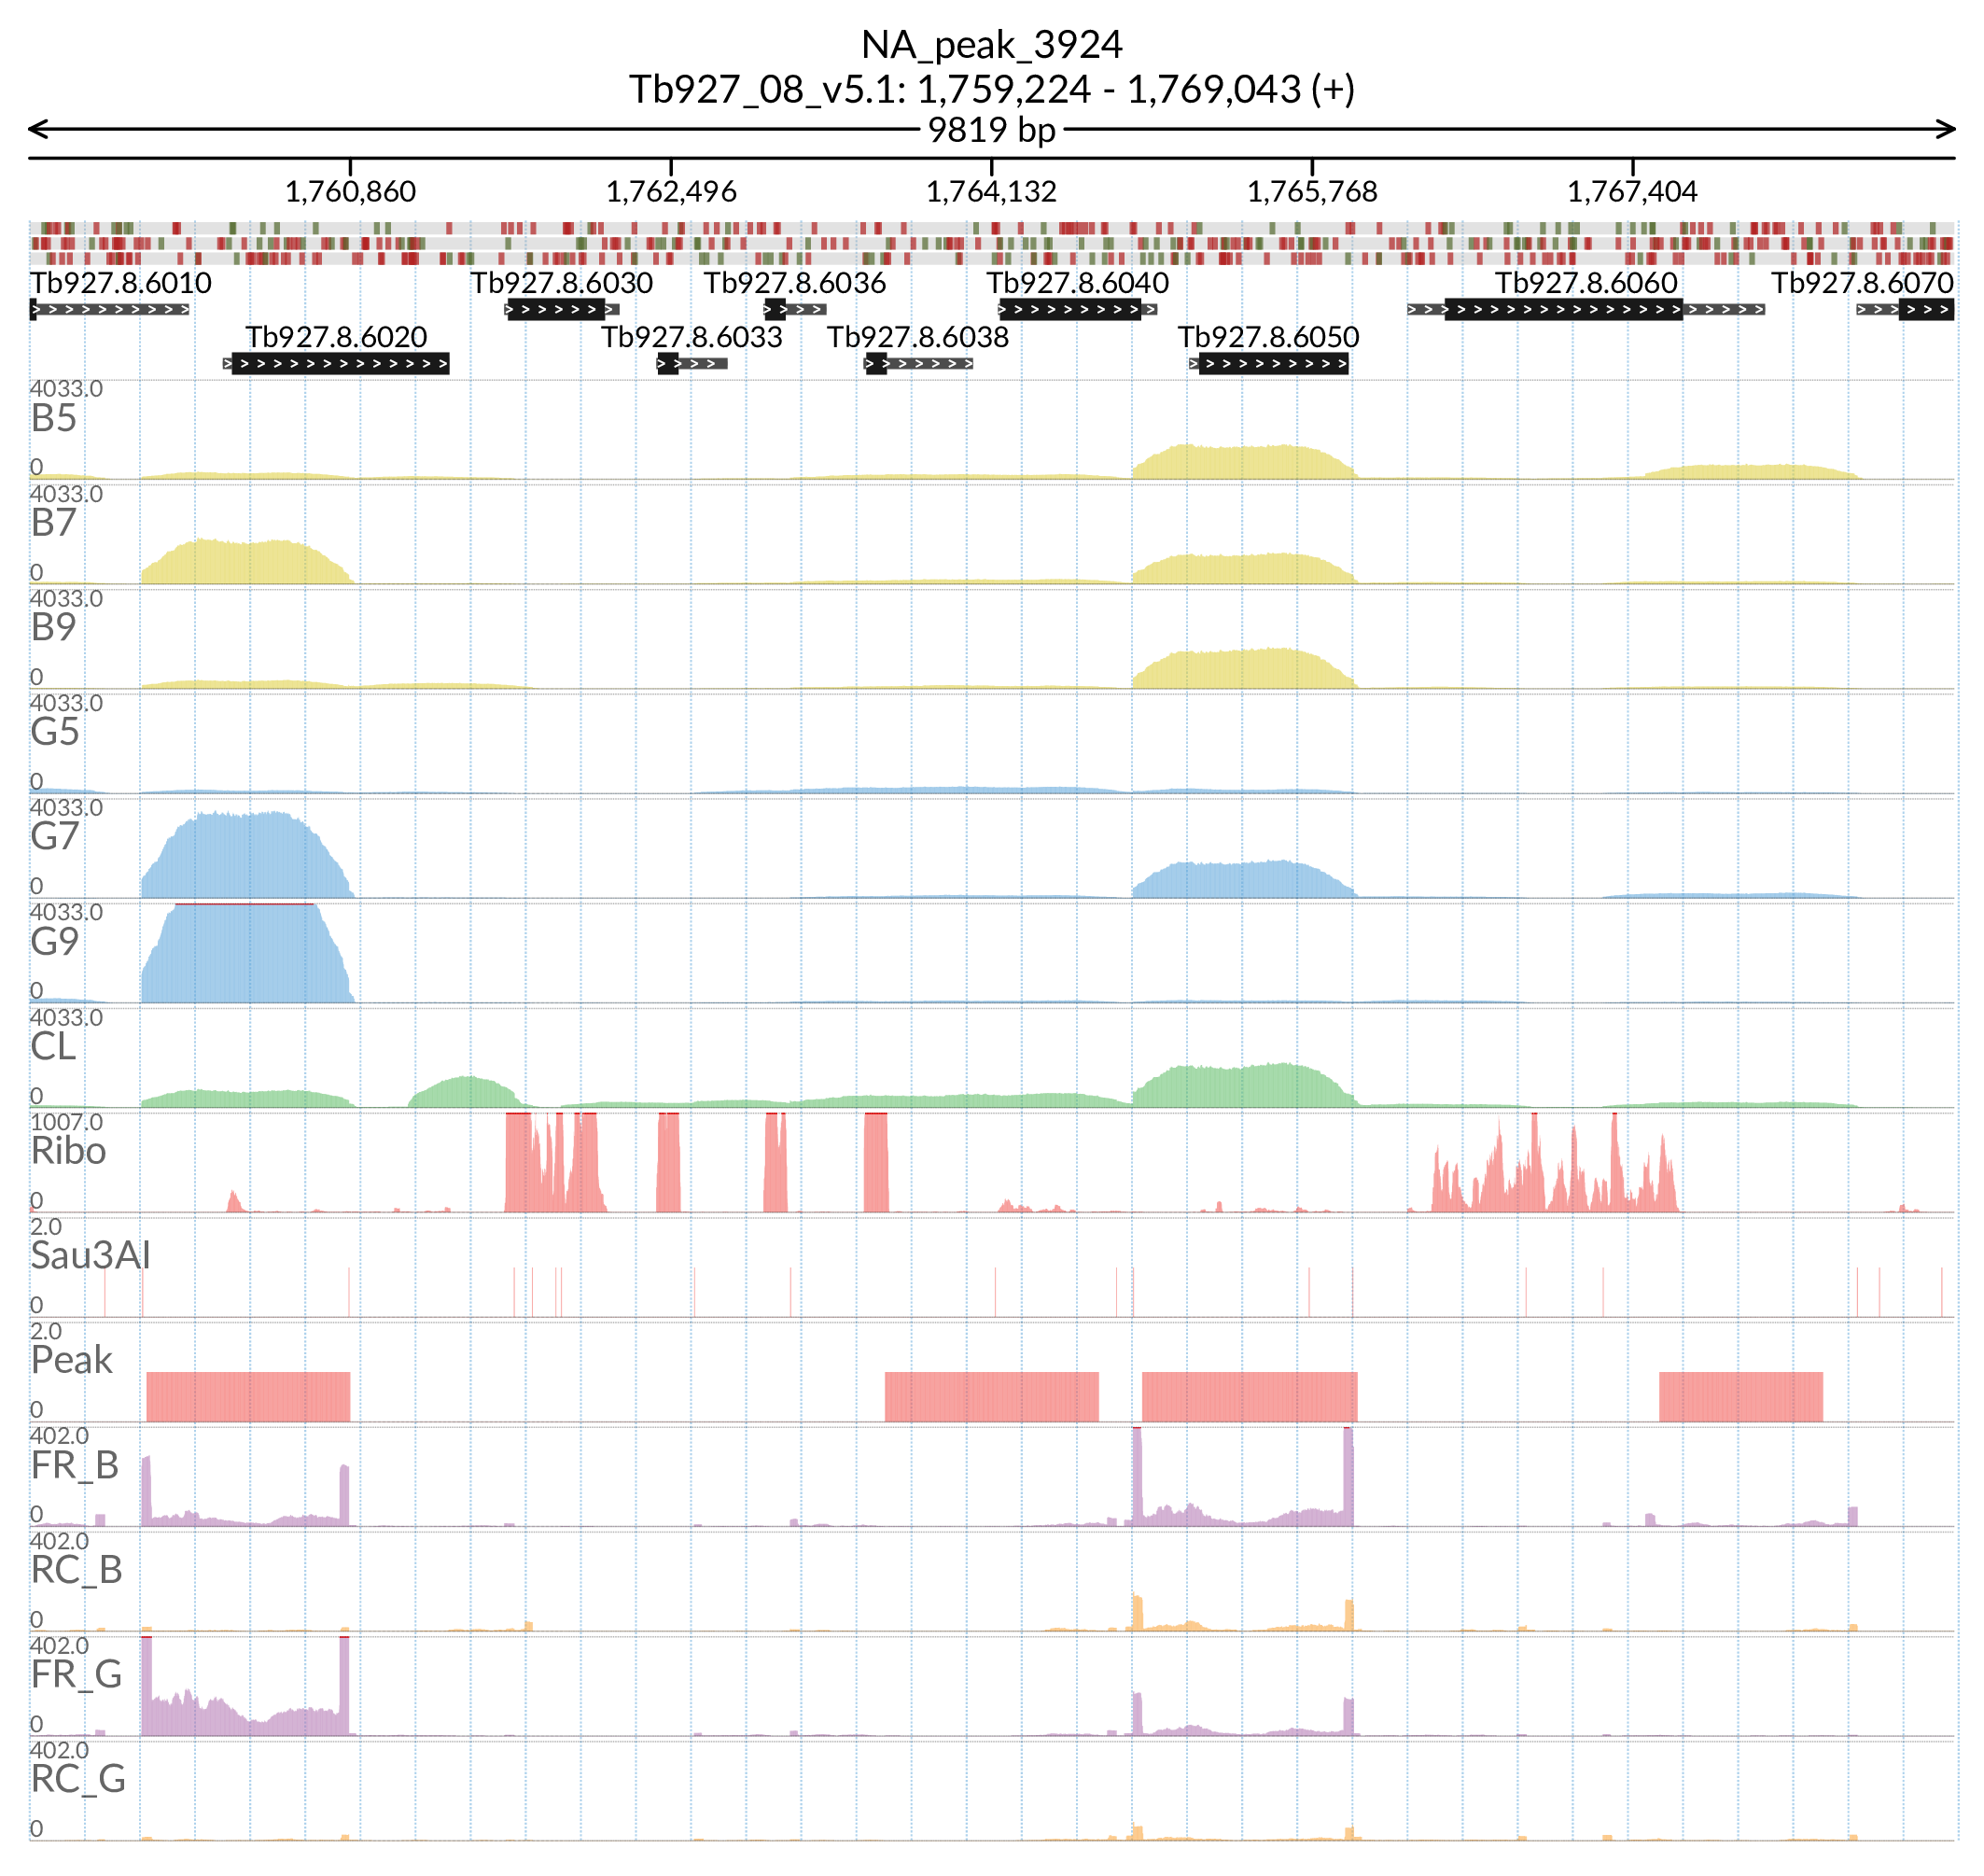 NA_peak_3924
Tb927_08_v5.1: 1,759,224 - 1,769,043 (+)
9819 bp
1,760,860 1,762,496 1,764,132 1,765,768 1,767,404
Tb927.8.6010 Tb927.8.6030 Tb927.8.6036 Tb927.8.6040 Tb927.8.6060 Tb927.8.6070
Tb927.8.6020 Tb927.8.6033 Tb927.8.6038 Tb927.8.6050
4033.0
B5
0
4033.0
B7
0
4033.0
B9
0
4033.0
G5
0
4033.0
G7
0
4033.0
G9
0
4033.0
CL
0
1007.0
Ribo
0
2.0
Sau3AI
0
2.0
Peak
0
402.0
FR_B
0
402.0
RC_B
0
402.0
FR_G
0
402.0
RC_G
0